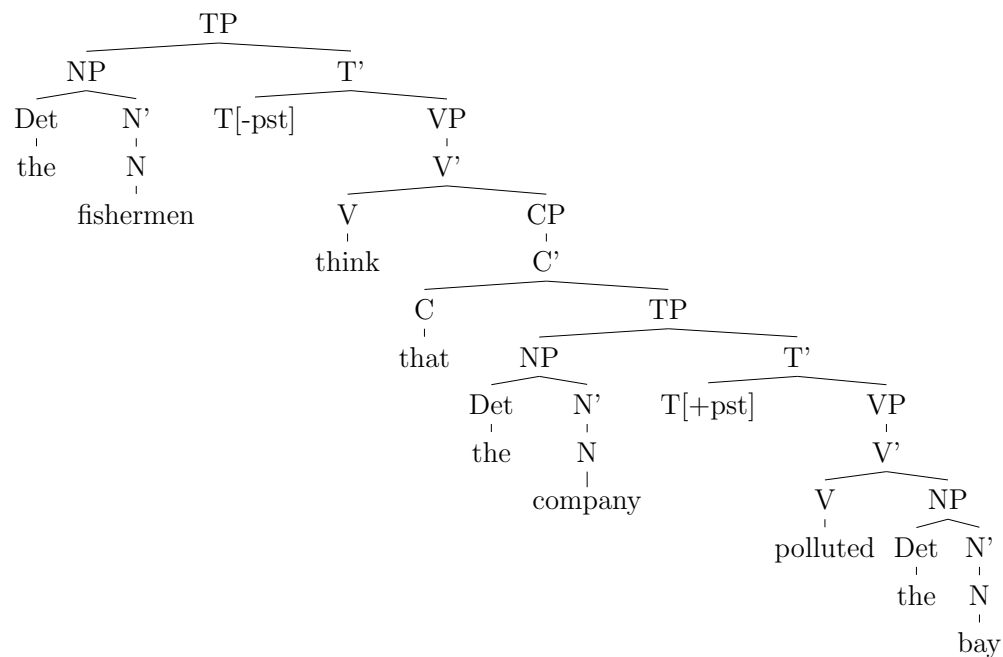 TP
NP T'
Det N' T[-pst] VP
the N V'
fishermen V CP
think C'
C TP
that NP T'
Det N' T[+pst] VP
the N V'
company V NP
polluted Det N'
the N
bay